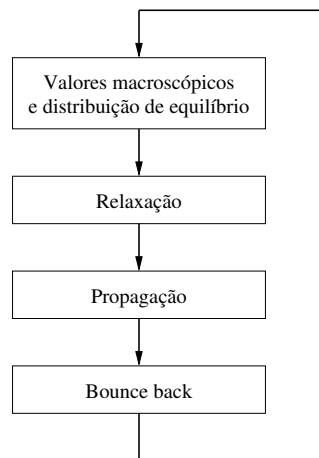 Valores macroscópicos
e distribuição de equilíbrio
Relaxação
Propagação
Bounce back